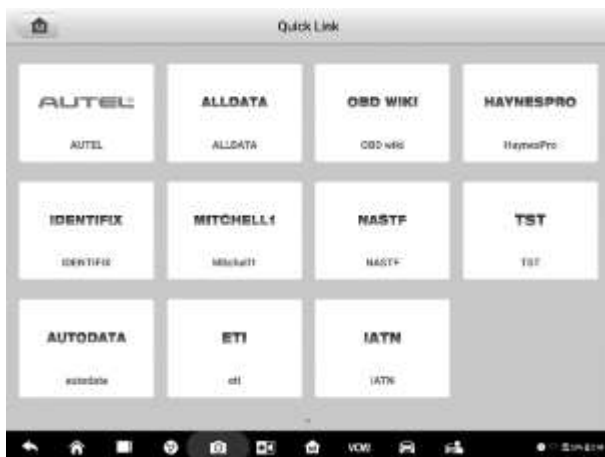 Quick Link
AUTEL
AUTEL
ALLDATA
ALLDATA
OBD WIKI
OBD wiki
HAYNESPRO
HaynesPro
IDENTIFIX
IDENTIFIX
MITCHELL1
Mitchell1
NASTF
NASTF
TST
TST
AUTODATA
autodata
ETI
eti
IATN
IATN
VCMI